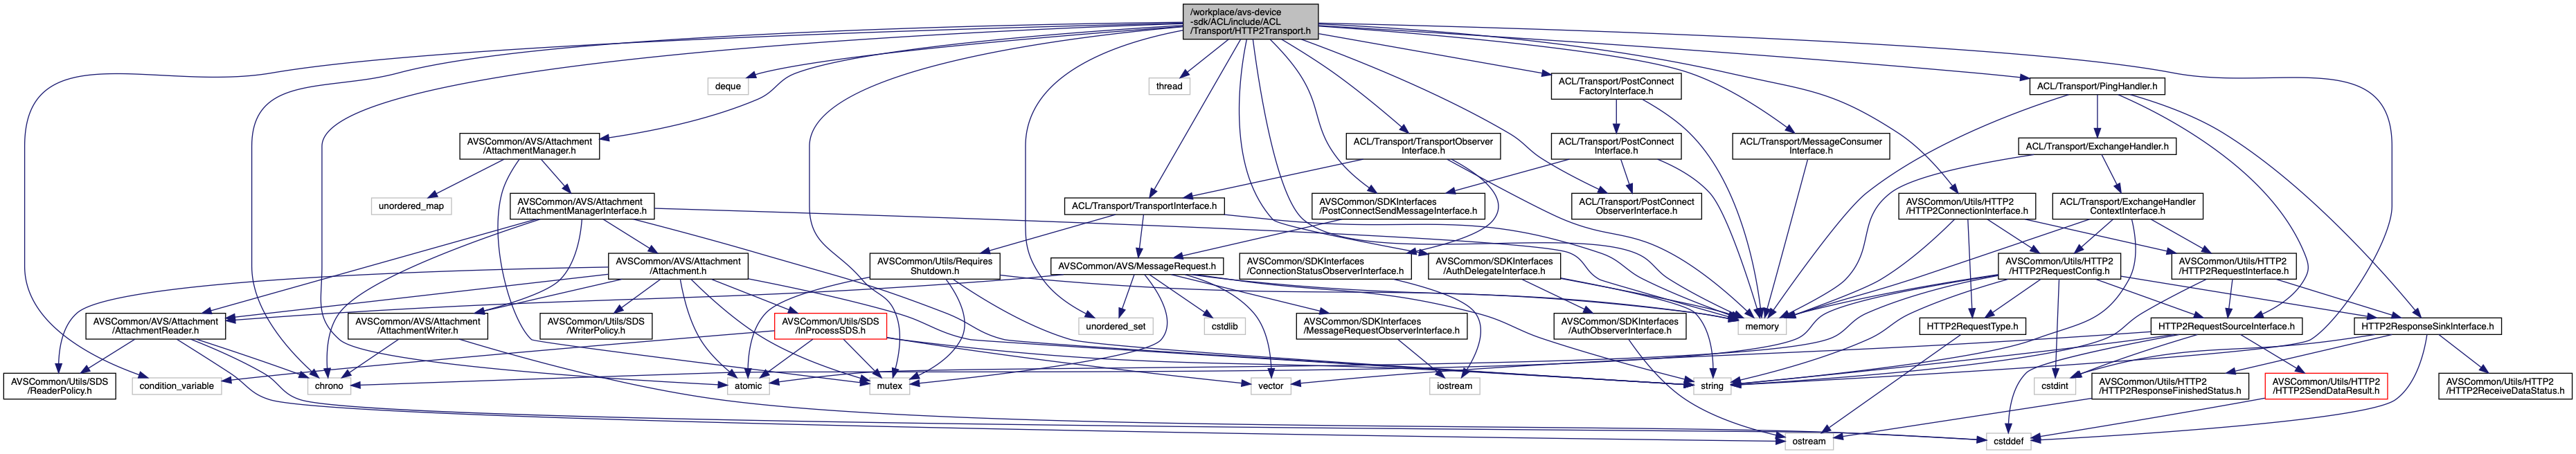 /workplace/avs-device
-sdk/ACL/include/ACL
/Transport/HTTP2Transport.h
deque
thread
ACL/Transport/PostConnect
FactoryInterface.h
ACL/Transport/PingHandler.h
AVSCommon/AVS/Attachment
/AttachmentManager.h
ACL/Transport/TransportObserver
Interface.h
ACL/Transport/PostConnect
Interface.h
ACL/Transport/MessageConsumer
Interface.h
ACL/Transport/ExchangeHandler.h
unordered_map
AVSCommon/AVS/Attachment
/AttachmentManagerInterface.h
ACL/Transport/TransportInterface.h
AVSCommon/SDKInterfaces
/PostConnectSendMessageInterface.h
ACL/Transport/PostConnect
ObserverInterface.h
AVSCommon/Utils/HTTP2
/HTTP2ConnectionInterface.h
ACL/Transport/ExchangeHandler
ContextInterface.h
AVSCommon/AVS/Attachment
/Attachment.h
AVSCommon/Utils/Requires
Shutdown.h
AVSCommon/AVS/MessageRequest.h
AVSCommon/SDKInterfaces
/ConnectionStatusObserverInterface.h
AVSCommon/SDKInterfaces
/AuthDelegateInterface.h
AVSCommon/Utils/HTTP2
/HTTP2RequestConfig.h
AVSCommon/Utils/HTTP2
/HTTP2RequestInterface.h
AVSCommon/AVS/Attachment
/AttachmentReader.h
AVSCommon/AVS/Attachment
/AttachmentWriter.h
AVSCommon/Utils/SDS
/WriterPolicy.h
AVSCommon/Utils/SDS
/InProcessSDS.h
unordered_set
cstdlib
AVSCommon/SDKInterfaces
/MessageRequestObserverInterface.h
AVSCommon/SDKInterfaces
/AuthObserverInterface.h
memory
HTTP2RequestType.h
HTTP2RequestSourceInterface.h
HTTP2ResponseSinkInterface.h
AVSCommon/Utils/SDS
/ReaderPolicy.h
condition_variable
chrono
atomic
mutex
vector
iostream
string
cstdint
AVSCommon/Utils/HTTP2
/HTTP2ResponseFinishedStatus.h
AVSCommon/Utils/HTTP2
/HTTP2SendDataResult.h
AVSCommon/Utils/HTTP2
/HTTP2ReceiveDataStatus.h
ostream
cstddef